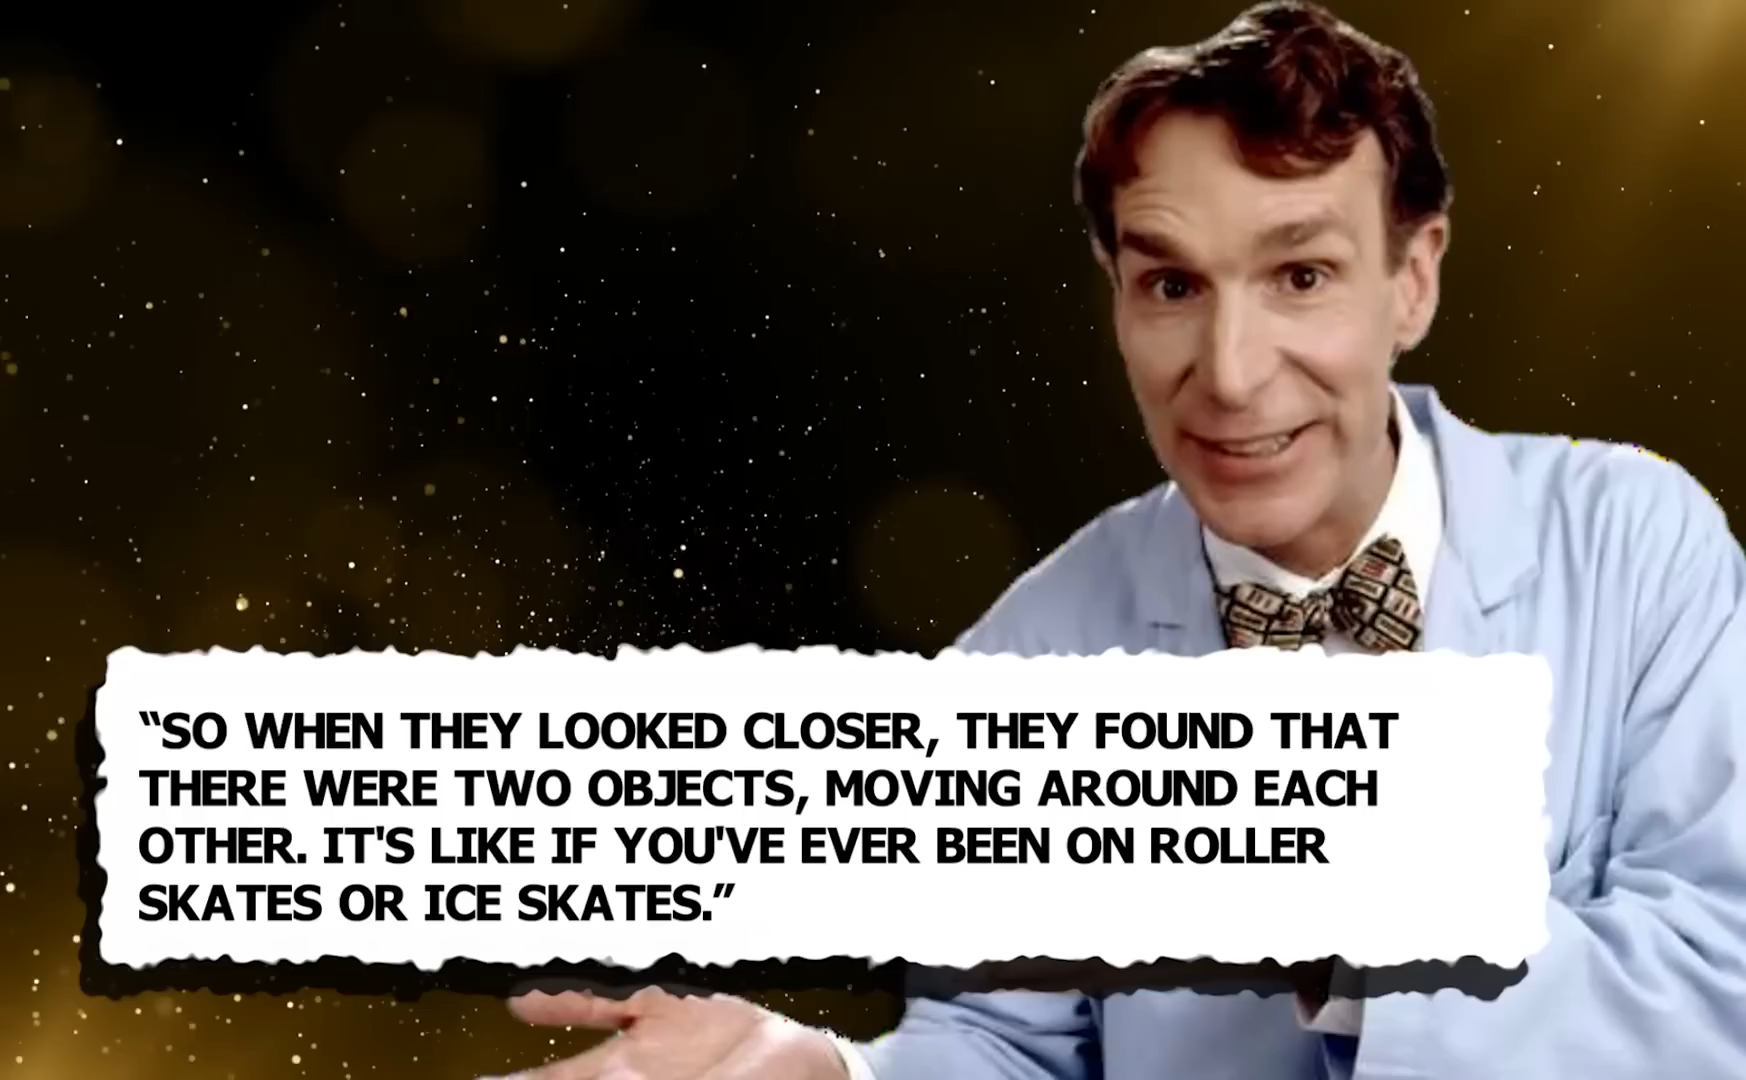 “SO WHEN THEY LOOKED CLOSER, THEY FOUND THAT
THERE WERE TWO OBJECTS, MOVING AROUND EACH
OTHER. IT'S LIKE IF YOU'VE EVER BEEN ON ROLLER
SKATES OR ICE SKATES.”